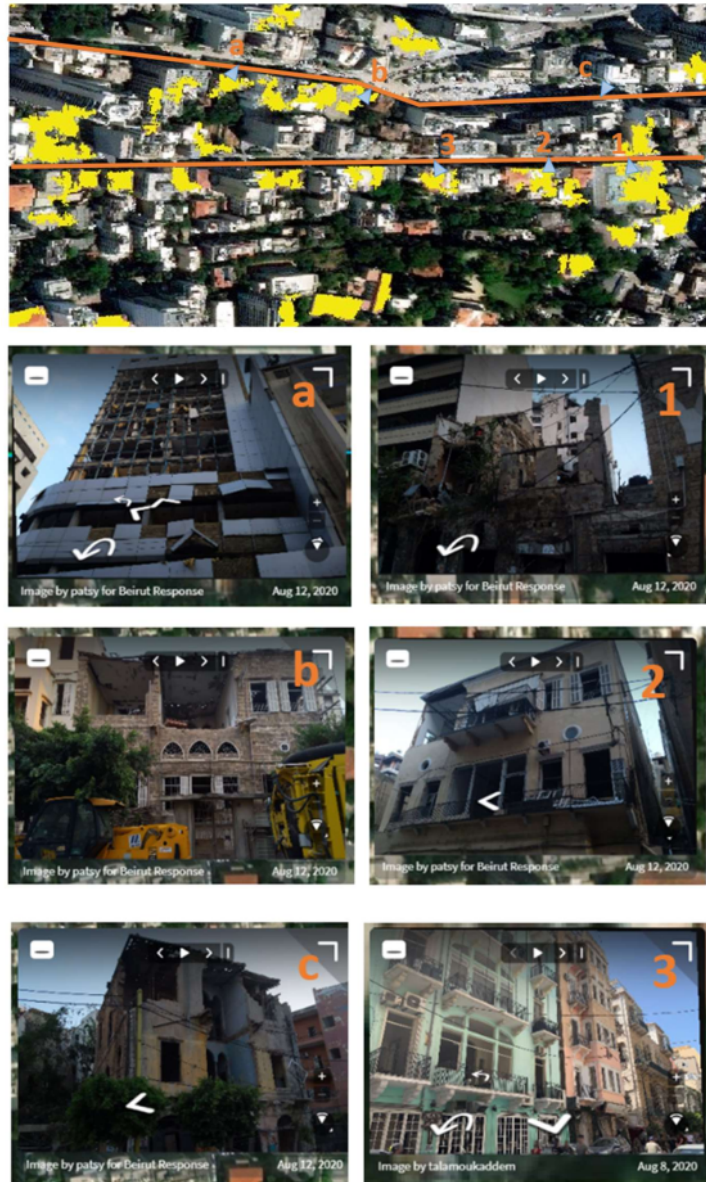 a
b
c
3
2
1
a
Image by patsy for Beirut Response Aug 12, 2020
1
Image by patsy for Beirut Response Aug 12, 2020
b
Image by patsy for Beirut Response Aug 12, 2020
2
Image by patsy for Beirut Response Aug 12, 2020
c
Image by patsy for Beirut Response Aug 12, 2020
3
Image by talamoukaddem Aug 8, 2020